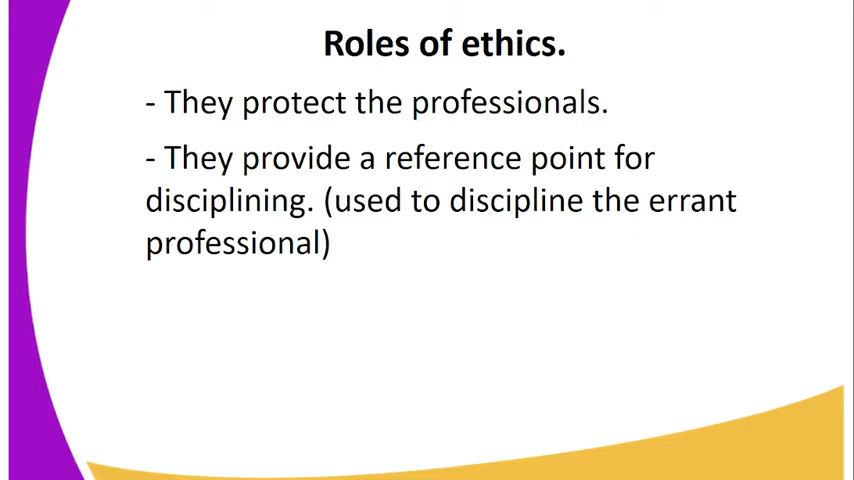 Roles of ethics.
- They protect the professionals.
- They provide a reference point for
disciplining. (used to discipline the errant
professional)